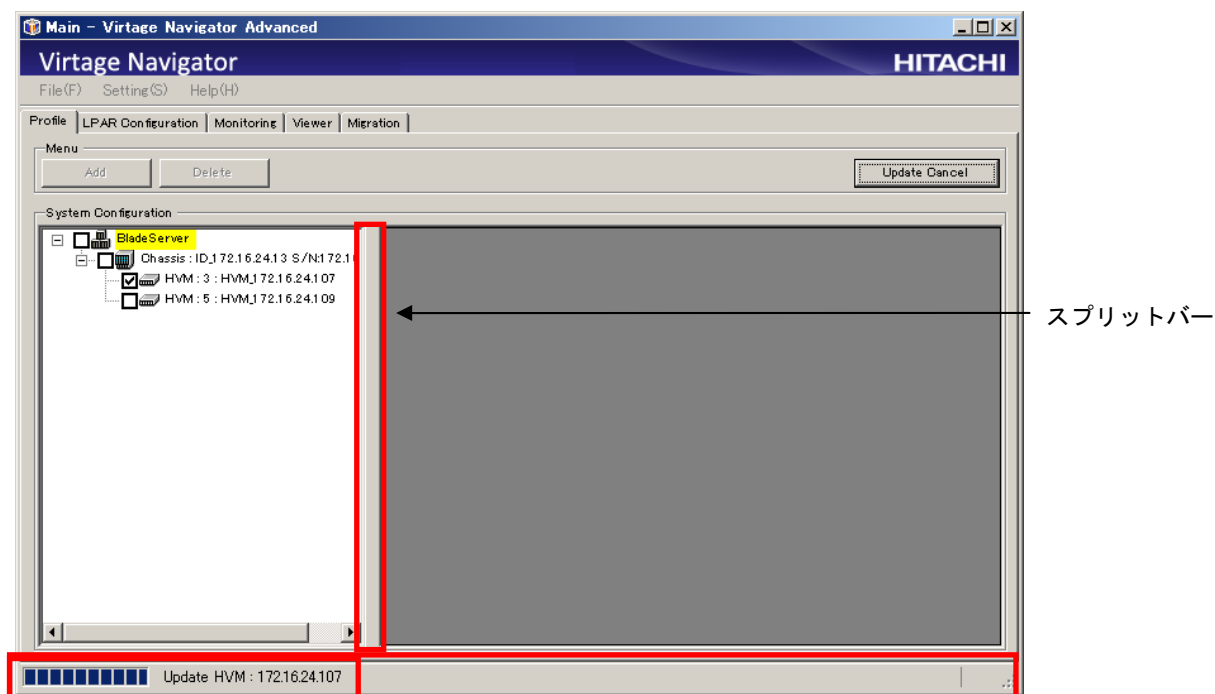 Main - Virtage Navigator Advanced
Virtage Navigator
HITACHI
File(F) Setting(S) Help(H)
Profile LPAR Configuration Monitoring Viewer Migration
Menu
Add Delete Update Cancel
System Configuration
BladeServer
Chassis : ID_172.16.24.13 S/N:172.1
HVM : 3 : HVM_172.16.24.107
HVM : 5 : HVM_172.16.24.109
スプリットバー
Update HVM : 172.16.24.107